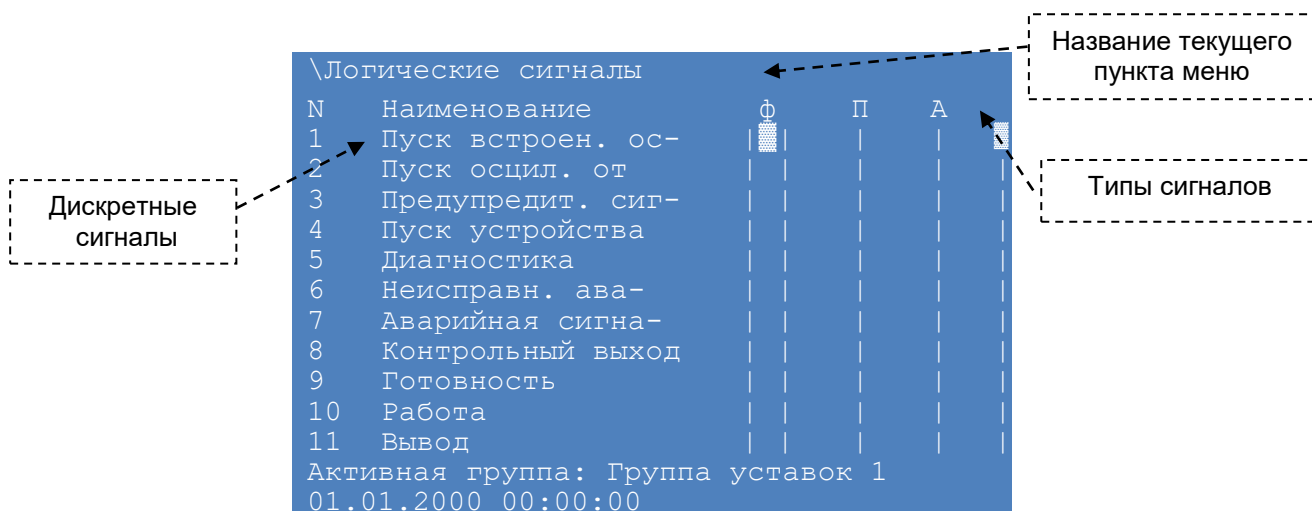 Название текущего
пункта меню
\Логические сигналы
N Наименование ф П А
1 Пуск встроен. ос-
2 Пуск осцил. от
3 Предупредит. сиг-
4 Пуск устройства
5 Диагностика
6 Неисправн. ава-
7 Аварийная сигна-
8 Контрольный выход
9 Готовность
10 Работа
11 Вывод
Активная группа: Группа уставок 1
01.01.2000 00:00:00
Дискретные
сигналы
Типы сигналов